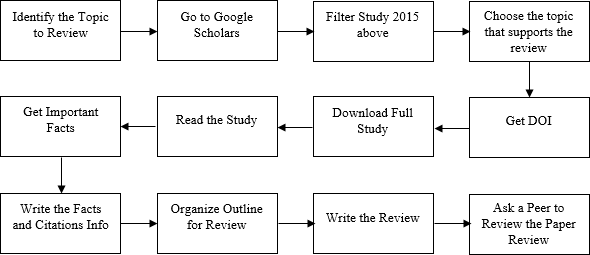 Identify the Topic
to Review
Go to Google
Scholars
Filter Study 2015
above
Choose the topic
that supports the
review
Get DOI
Download Full
Study
Read the Study
Get Important
Facts
Write the Facts
and Citations Info
Organize Outline
for Review
Write the Review
Ask a Peer to
Review the Paper
Review